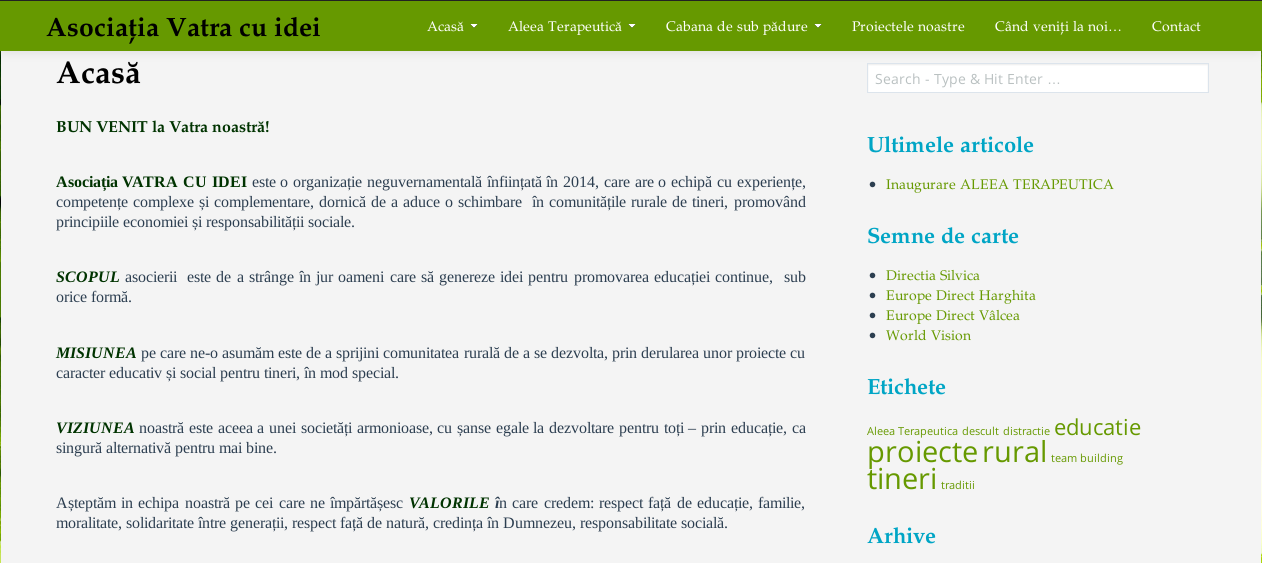 Asociația Vatra cu idei
Acasă
Aleea Terapeutică
Cabana de sub pădure
Proiectele noastre
Când veniți la noi…
Contact
Acasă
BUN VENIT la Vatra noastră!
Asociația VATRA CU IDEI este o organizație neguvernamentală înființată în 2014, care are o echipă cu experiențe,
competențe complexe și complementare, dornică de a aduce o schimbare în comunitățile rurale de tineri, promovând
principiile economiei și responsabilității sociale.
SCOPUL asocierii este de a strânge în jur oameni care să genereze idei pentru promovarea educației continue, sub
orice formă.
MISIUNEA pe care ne-o asumăm este de a sprijini comunitatea rurală de a se dezvolta, prin derularea unor proiecte cu
caracter educativ și social pentru tineri, în mod special.
VIZIUNEA noastră este aceea a unei societăți armonioase, cu șanse egale la dezvoltare pentru toți – prin educație, ca
singură alternativă pentru mai bine.
Așteptăm in echipa noastră pe cei care ne împărtășesc VALORILE în care credem: respect față de educație, familie,
moralitate, solidaritate între generații, respect față de natură, credința în Dumnezeu, responsabilitate socială.
Search - Type & Hit Enter ...
Ultimele articole
Inaugurare ALEEA TERAPEUTICA
Semne de carte
Directia Silvica
Europe Direct Harghita
Europe Direct Vâlcea
World Vision
Etichete
Aleea Terapeutica descult distractie educatie
proiecte rural team building
tineri traditii
Arhive